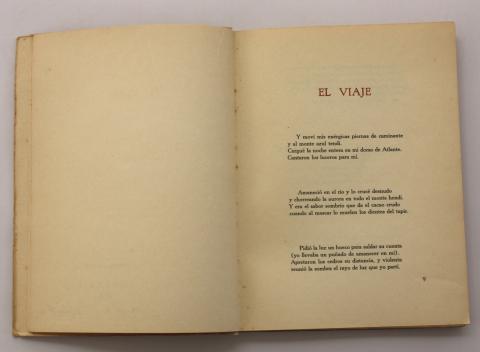 EL VIAJE
Y moví mis enérgicas piernas de caminante
y al monte azul tendí.
Cargué la noche entera en mi dorso de Atlante.
Cantaron los luceros para mí.
Amaneció en el río y lo crucé desnudo
y chorreando la aurora en todo el monte hendí.
Y era el sabor sombrío que da el cacao crudo
cuando al mascar lo muelen los dientes del tapir.
Pidió la luz un hueco para saldar su cuenta
(yo llevaba un puñado de amanecer en mí).
Apretaron los cedros su distancia, y violenta
reunió la sombra el rayo de luz que yo partí.
9